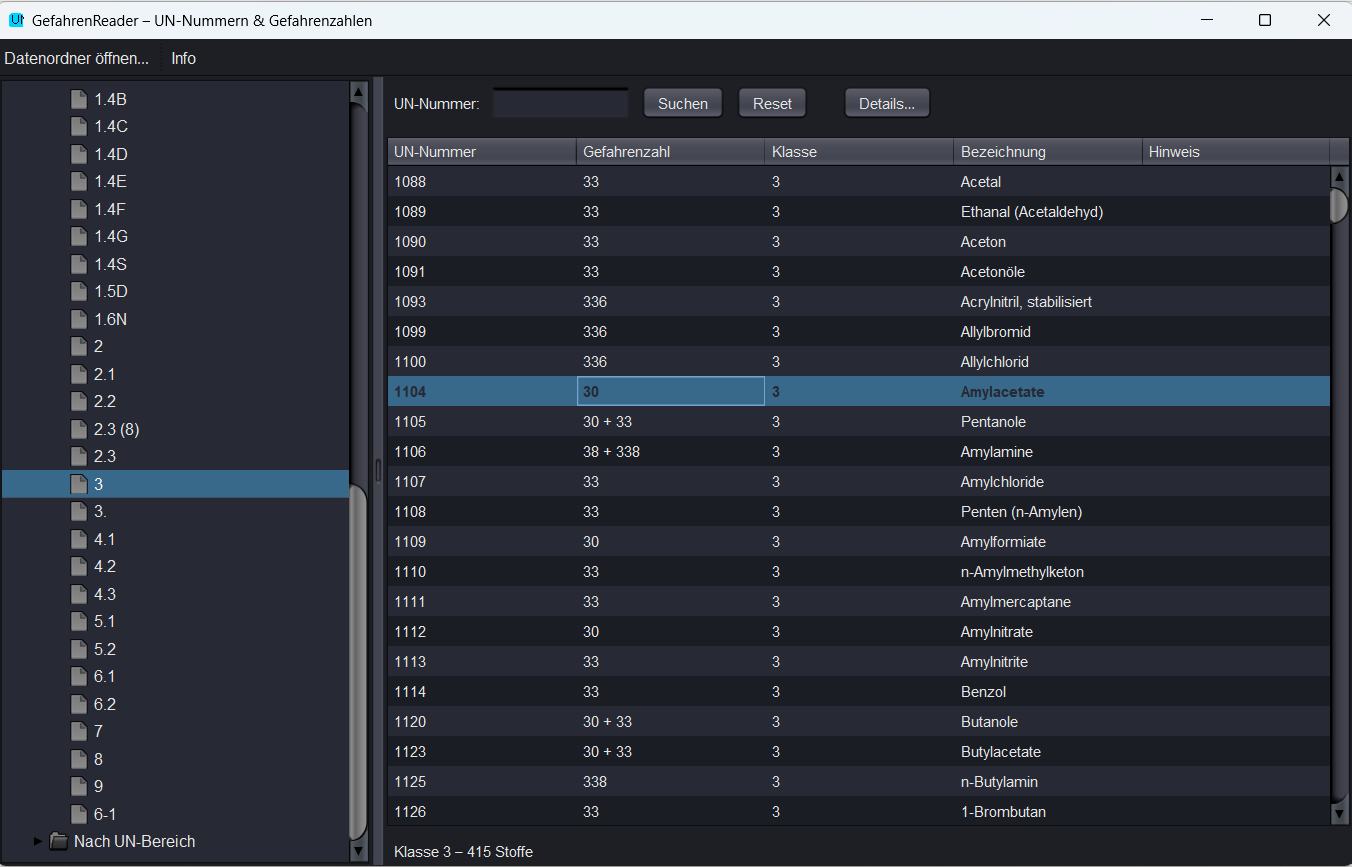 UN GefahrenReader – UN-Nummern & Gefahrenzahlen
Datenordner öffnen... Info
1.4B
1.4C
1.4D
1.4E
1.4F
1.4G
1.4S
1.5D
1.6N
2
2.1
2.2
2.3 (8)
2.3
3
3.
4.1
4.2
4.3
5.1
5.2
6.1
6.2
7
8
9
6-1
Nach UN-Bereich
UN-Nummer: Suchen Reset Details...
UN-Nummer Gefahrenzahl Klasse Bezeichnung Hinweis
1088 33 3 Acetal
1089 33 3 Ethanal (Acetaldehyd)
1090 33 3 Aceton
1091 33 3 Acetonöle
1093 336 3 Acrylnitril, stabilisiert
1099 336 3 Allylbromid
1100 336 3 Allylchlorid
1104 30 3 Amylacetate
1105 30 + 33 3 Pentanole
1106 38 + 338 3 Amylamine
1107 33 3 Amylchloride
1108 33 3 Penten (n-Amylen)
1109 30 3 Amylformiate
1110 33 3 n-Amylmethylketon
1111 33 3 Amylmercaptane
1112 30 3 Amylnitrate
1113 33 3 Amylnitrite
1114 33 3 Benzol
1120 30 + 33 3 Butanole
1123 30 + 33 3 Butylacetate
1125 338 3 n-Butylamin
1126 33 3 1-Brombutan
Klasse 3 – 415 Stoffe